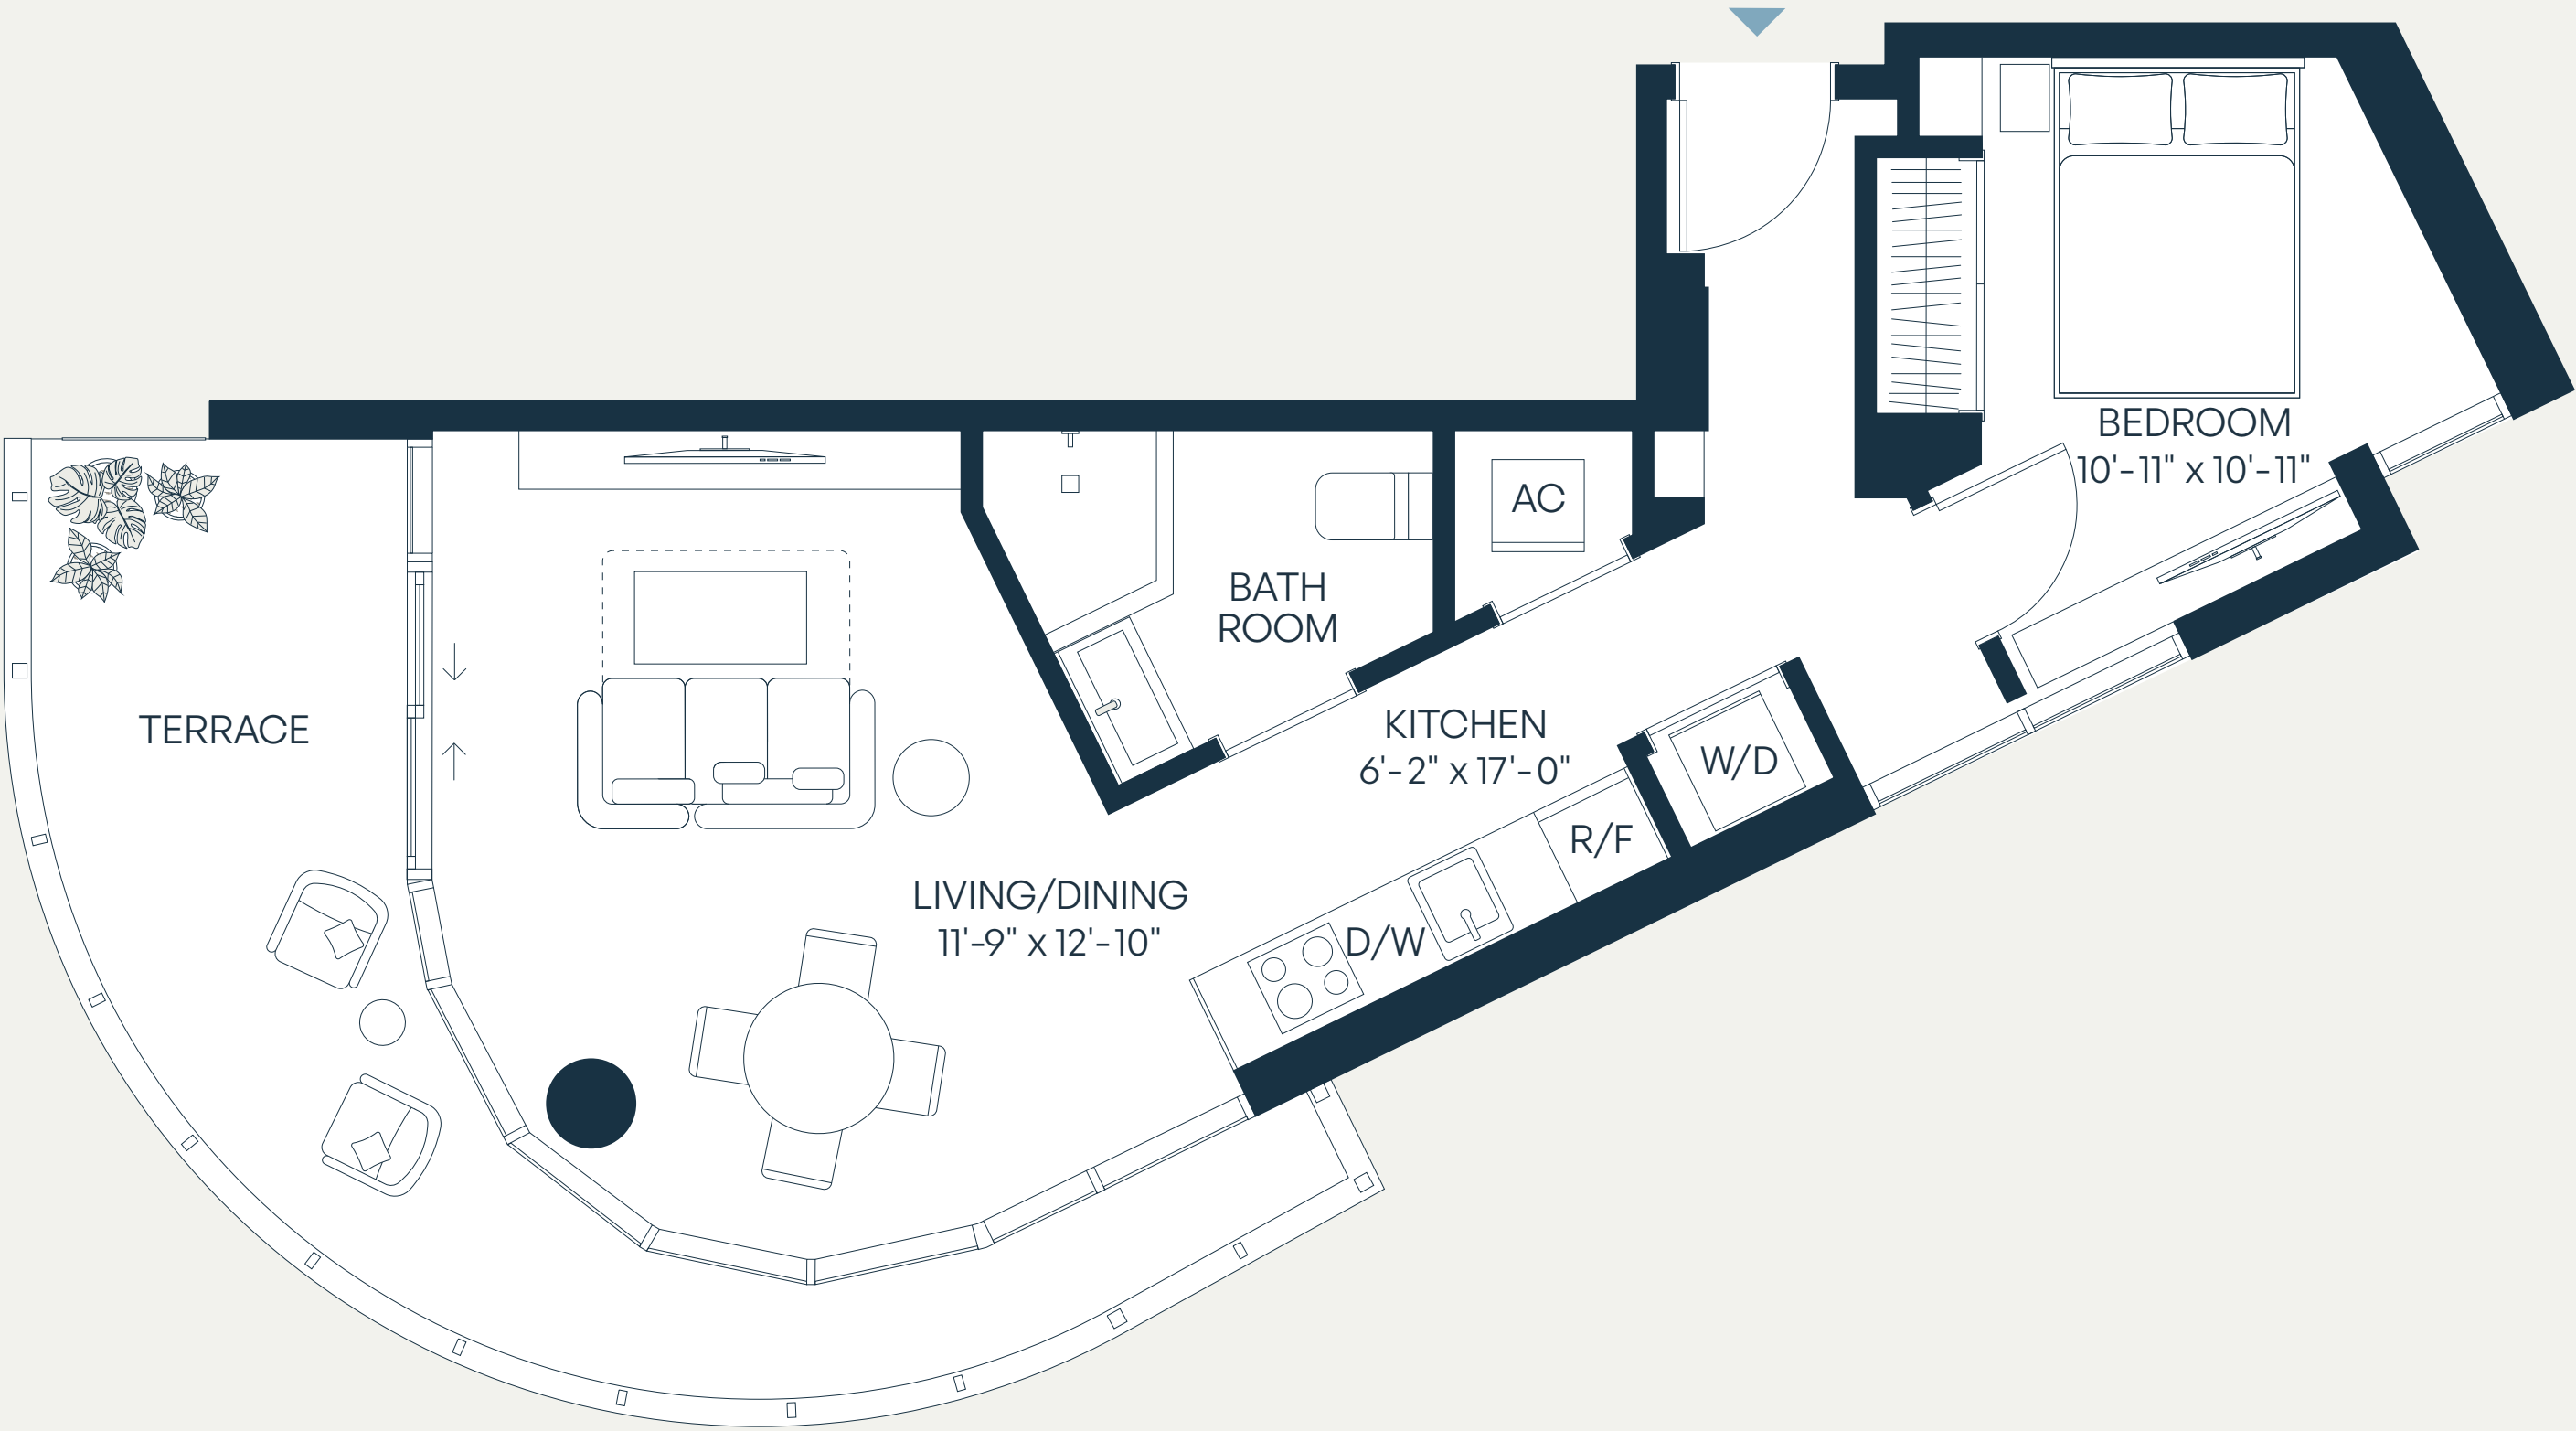 BEDROOM
10'-11" x 10'-11"
AC
BATH
ROOM
TERRACE
KITCHEN
6'-2" x 17'-0"
W/D
R/F
LIVING/DINING
11'-9" x 12'-10"
D/W